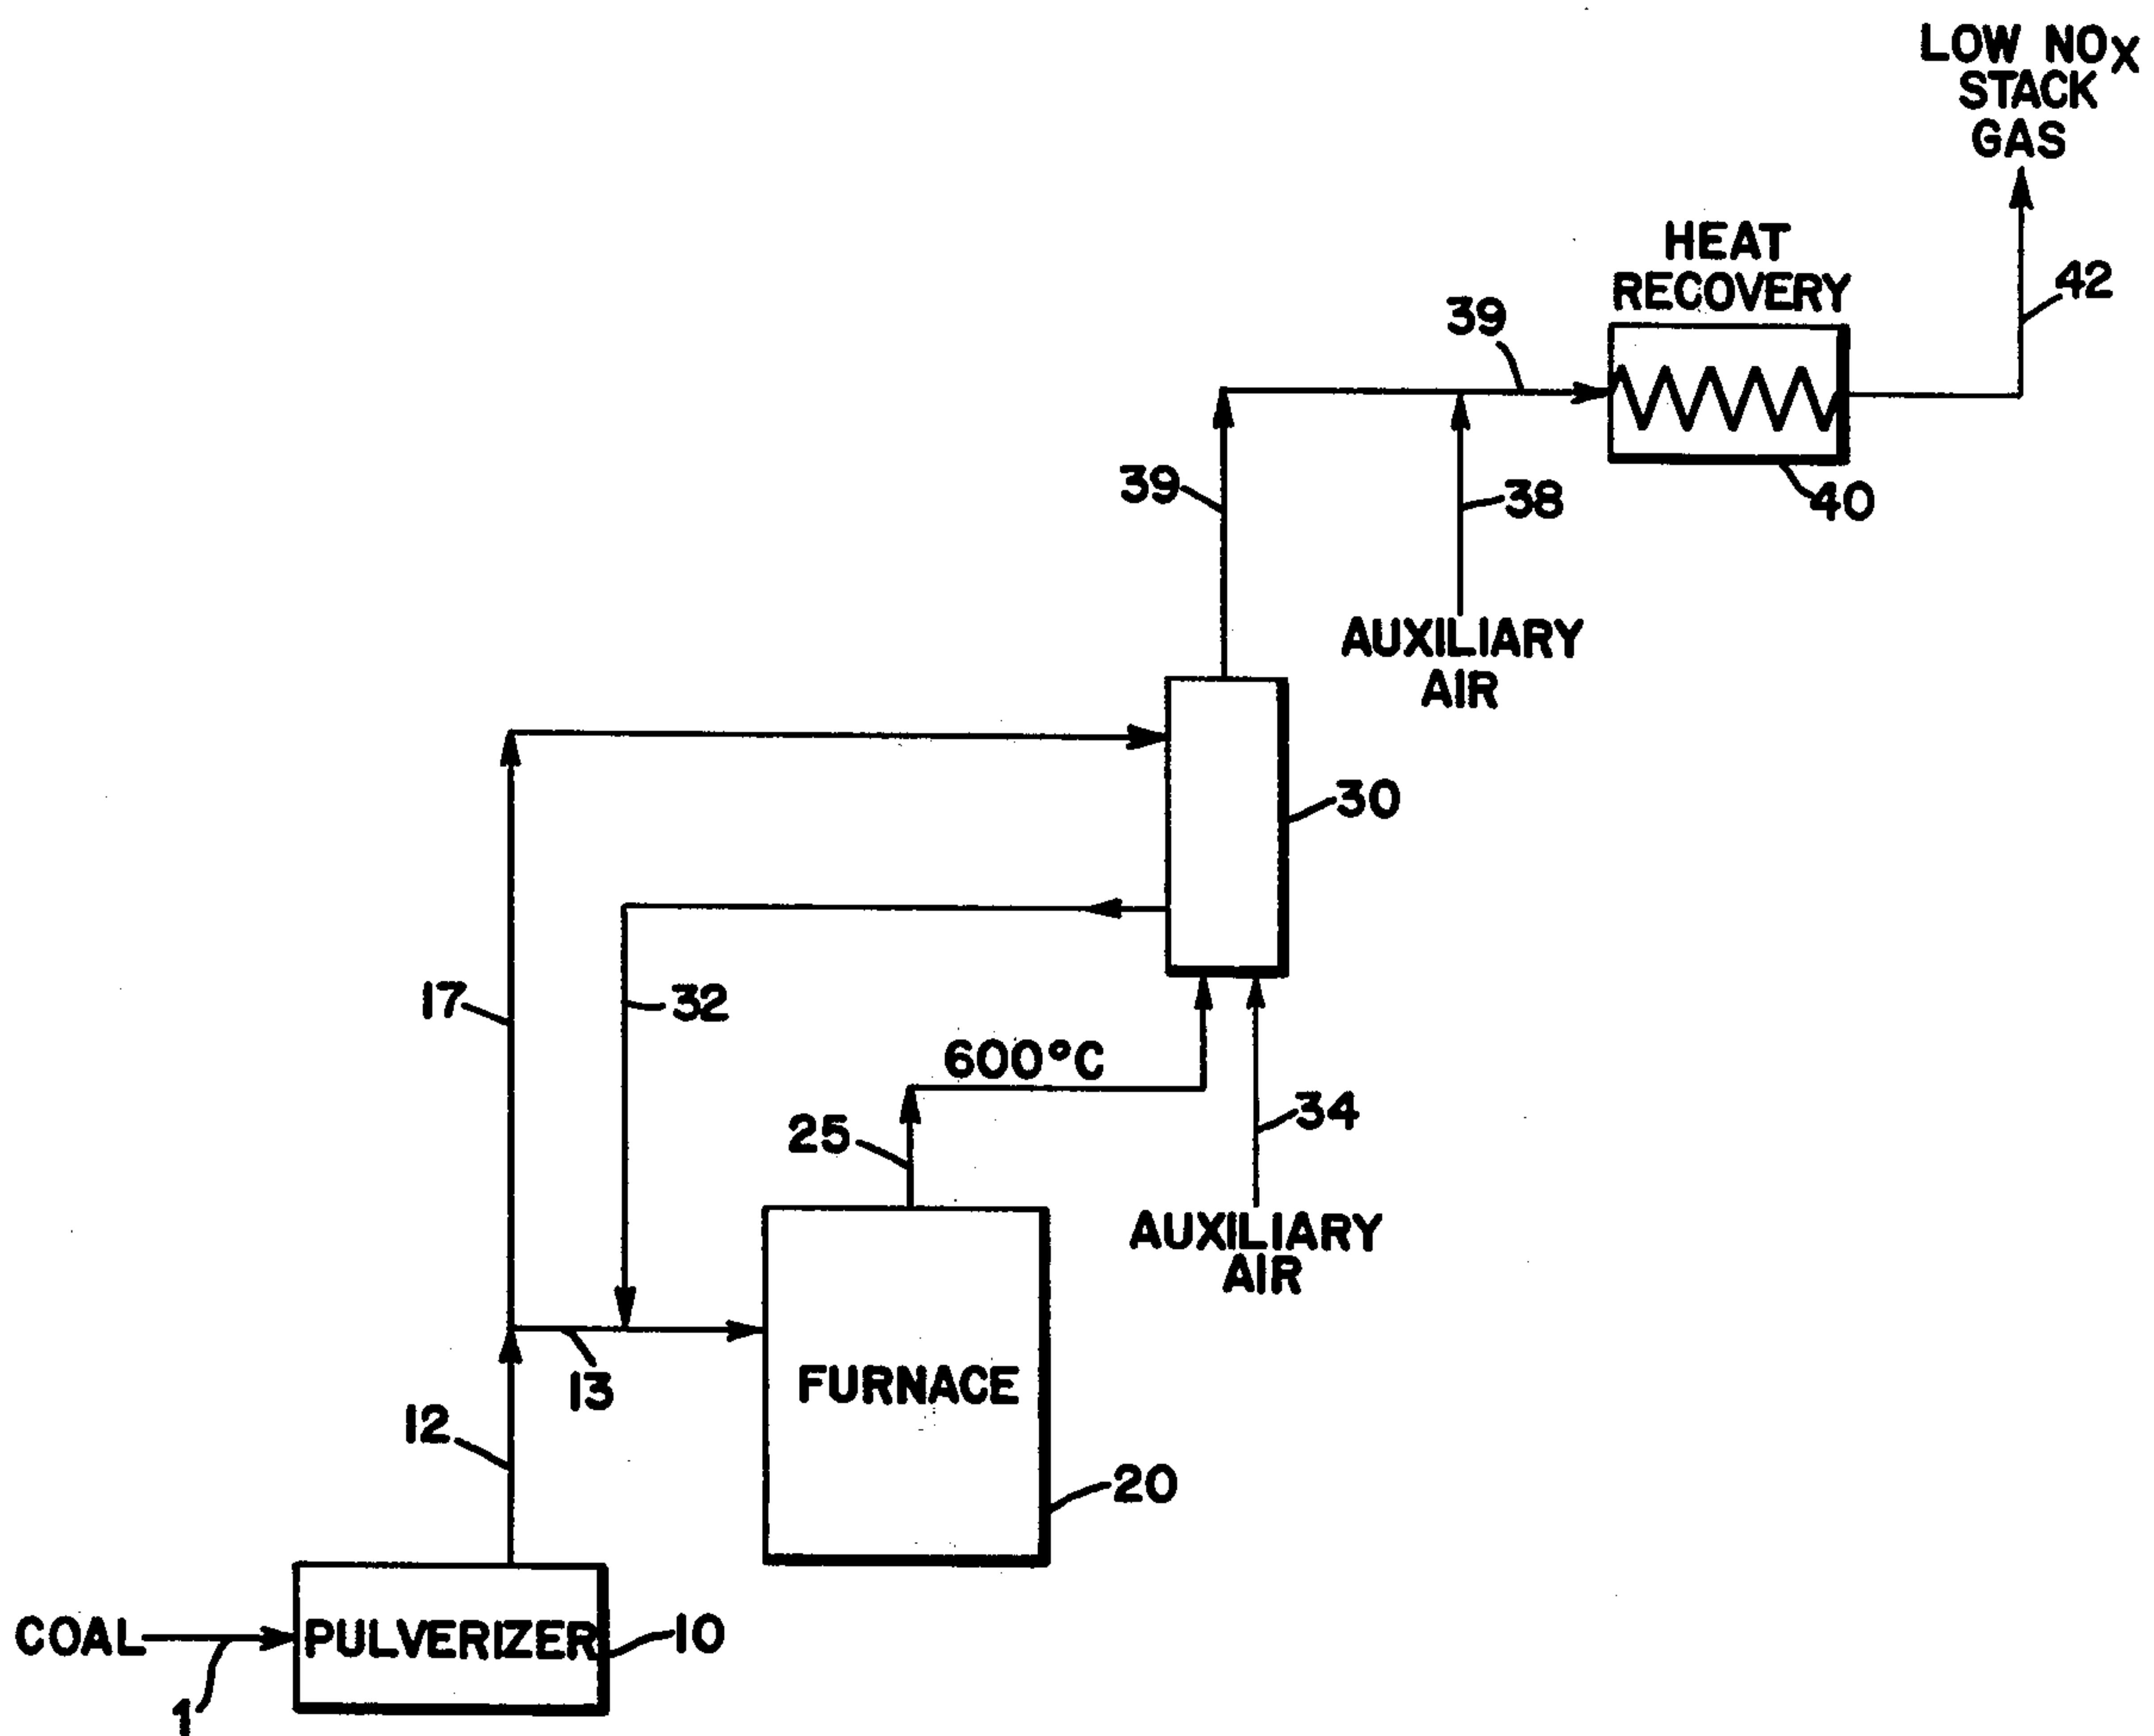 LOW NOX
STACK
GAS
HEAT
RECOVERY
42
39
40
39
38
AUXILIARY
AIR
30
17
32
600°C
25
34
AUXILIARY
AIR
13
FURNACE
12
20
COAL
PULVERIZER
10
1